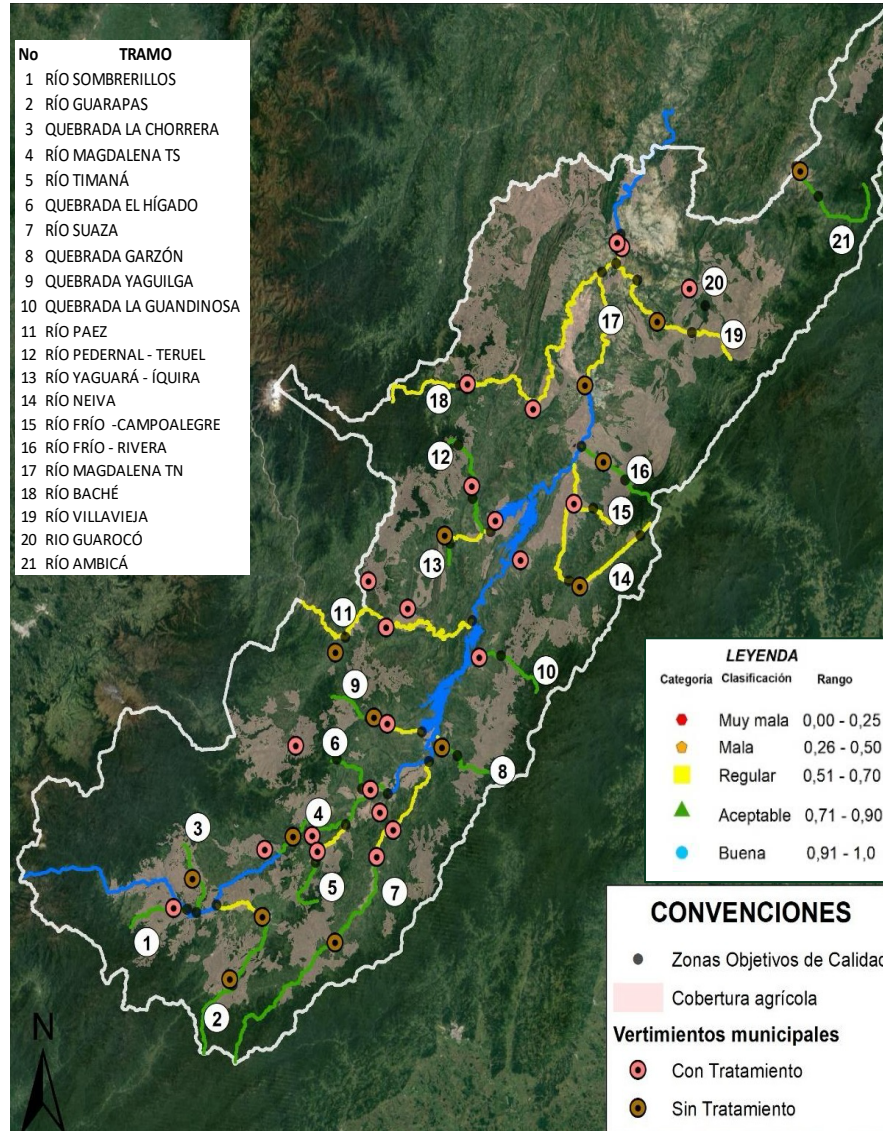 No TRAMO
1 RÍO SOMBRERILLOS
2 RÍO GUARAPAS
3 QUEBRADA LA CHORRERA
4 RÍO MAGDALENA TS
5 RÍO TIMANÁ
6 QUEBRADA EL HÍGADO
7 RÍO SUAZA
8 QUEBRADA GARZÓN
9 QUEBRADA YAGUILGA
10 QUEBRADA LA GUANDINOSA
11 RÍO PAEZ
12 RÍO PEDERNAL - TERUEL
13 RÍO YAGUARÁ - ÍQUIRA
14 RÍO NEIVA
15 RÍO FRÍO -CAMPOALEGRE
16 RÍO FRÍO - RIVERA
17 RÍO MAGDALENA TN
18 RÍO BACHÉ
19 RÍO VILLAVIEJA
20 RIO GUAROCÓ
21 RÍO AMBICÁ
21
20
17
19
18
12
16
15
13
14
11
10
9
6
8
3
4
7
5
1
2
N
LEYENDA
Categoría Clasificación Rango
Muy mala 0,00 - 0,25
Mala 0,26 - 0,50
Regular 0,51 - 0,70
Aceptable 0,71 - 0,90
Buena 0,91 - 1,0
CONVENCIONES
Zonas Objetivos de Calidad
Cobertura agrícola
Vertimientos municipales
Con Tratamiento
Sin Tratamiento